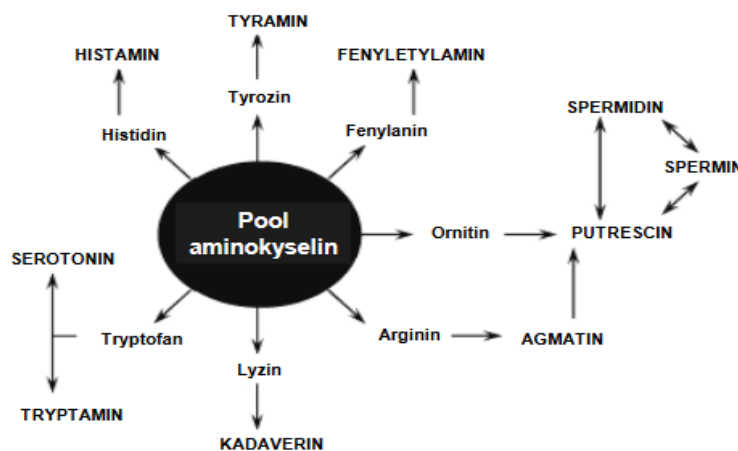 TYRAMIN
HISTAMIN
FENYLETYLAMIN
Tyrozin
SPERMIDIN
Histidin
Fenylanin
SPERMIN
Pool
aminokyselin
Ornitin
PUTRESCIN
SEROTONIN
Tryptofan
Arginin
AGMATIN
Lyzin
TRYPTAMIN
KADAVERIN